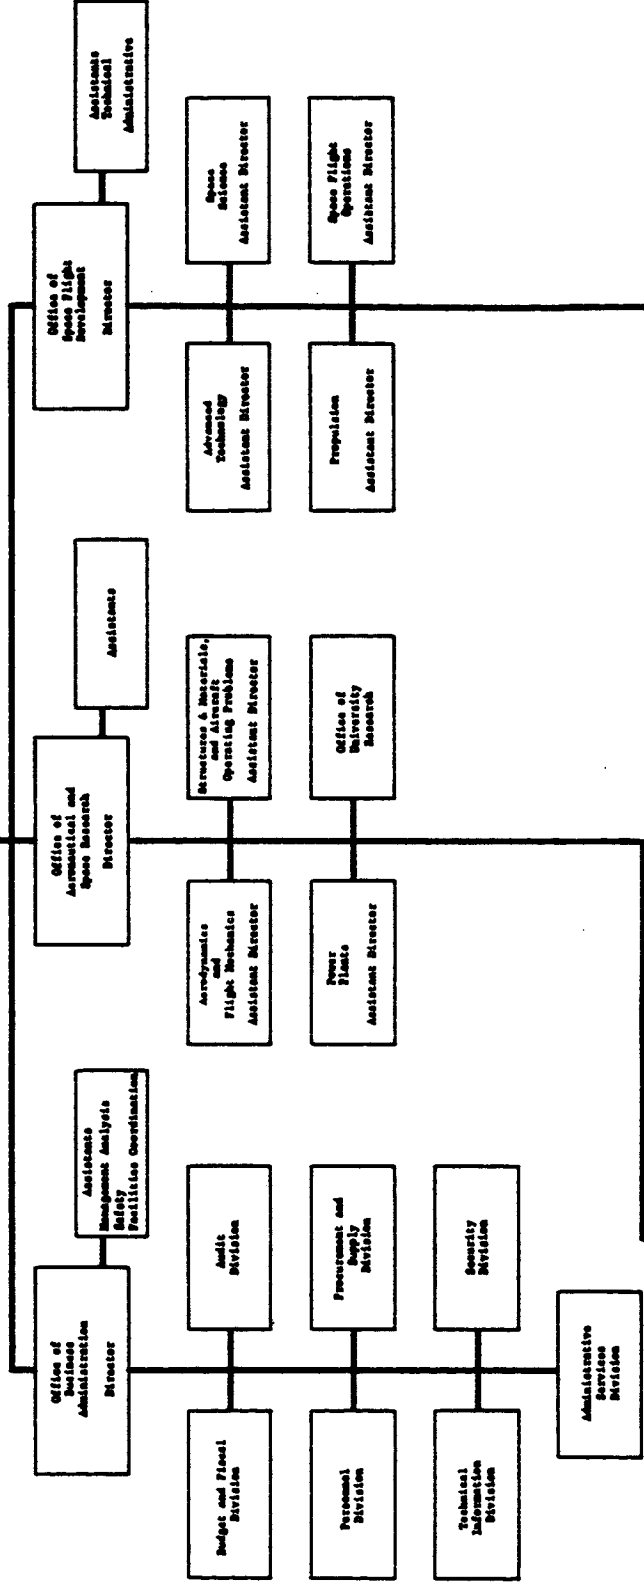 Office of
Business
Administration
Director
Assistants
Management Analysis
Safety
Facilities Coordination
Budget and Fiscal
Division
Audit
Division
Personnel
Division
Procurement and
Supply
Division
Technical
Information
Division
Security
Division
Administrative
Services
Division
Office of
Aeronautical and
Space Research
Director
Assistants
Aerodynamics
and
Flight Mechanics
Assistant Director
Structures & Materials,
and Aircraft
Operating Problems
Assistant Director
Power
Plants
Assistant Director
Office of
University
Research
Office of
Space Flight
Development
Director
Assistants
Technical
Administrative
Advanced
Technology
Assistant Director
Space
Science
Assistant Director
Propulsion
Assistant Director
Space Flight
Operations
Assistant Director